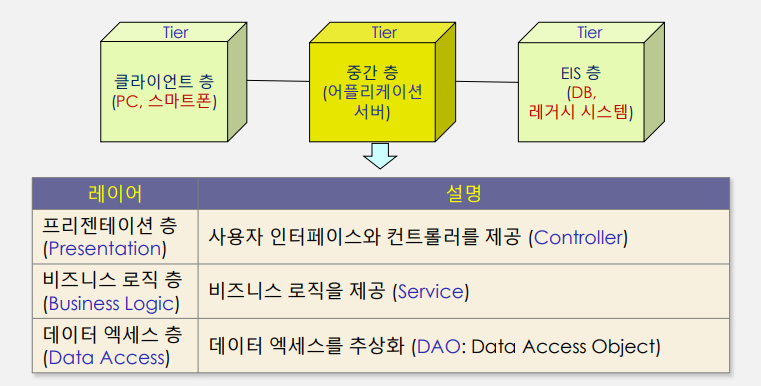 Tier
Tier
Tier
클라이언트 층
(PC, 스마트폰)
중간 층
(어플리케이션
서버)
EIS 층
(DB,
레거시 시스템)
레이어
설명
프리젠테이션 층
(Presentation)
사용자 인터페이스와 컨트롤러를 제공 (Controller)
비즈니스 로직 층
(Business Logic)
비즈니스 로직을 제공 (Service)
데이터 엑세스 층
(Data Access)
데이터 엑세스를 추상화 (DAO: Data Access Object)